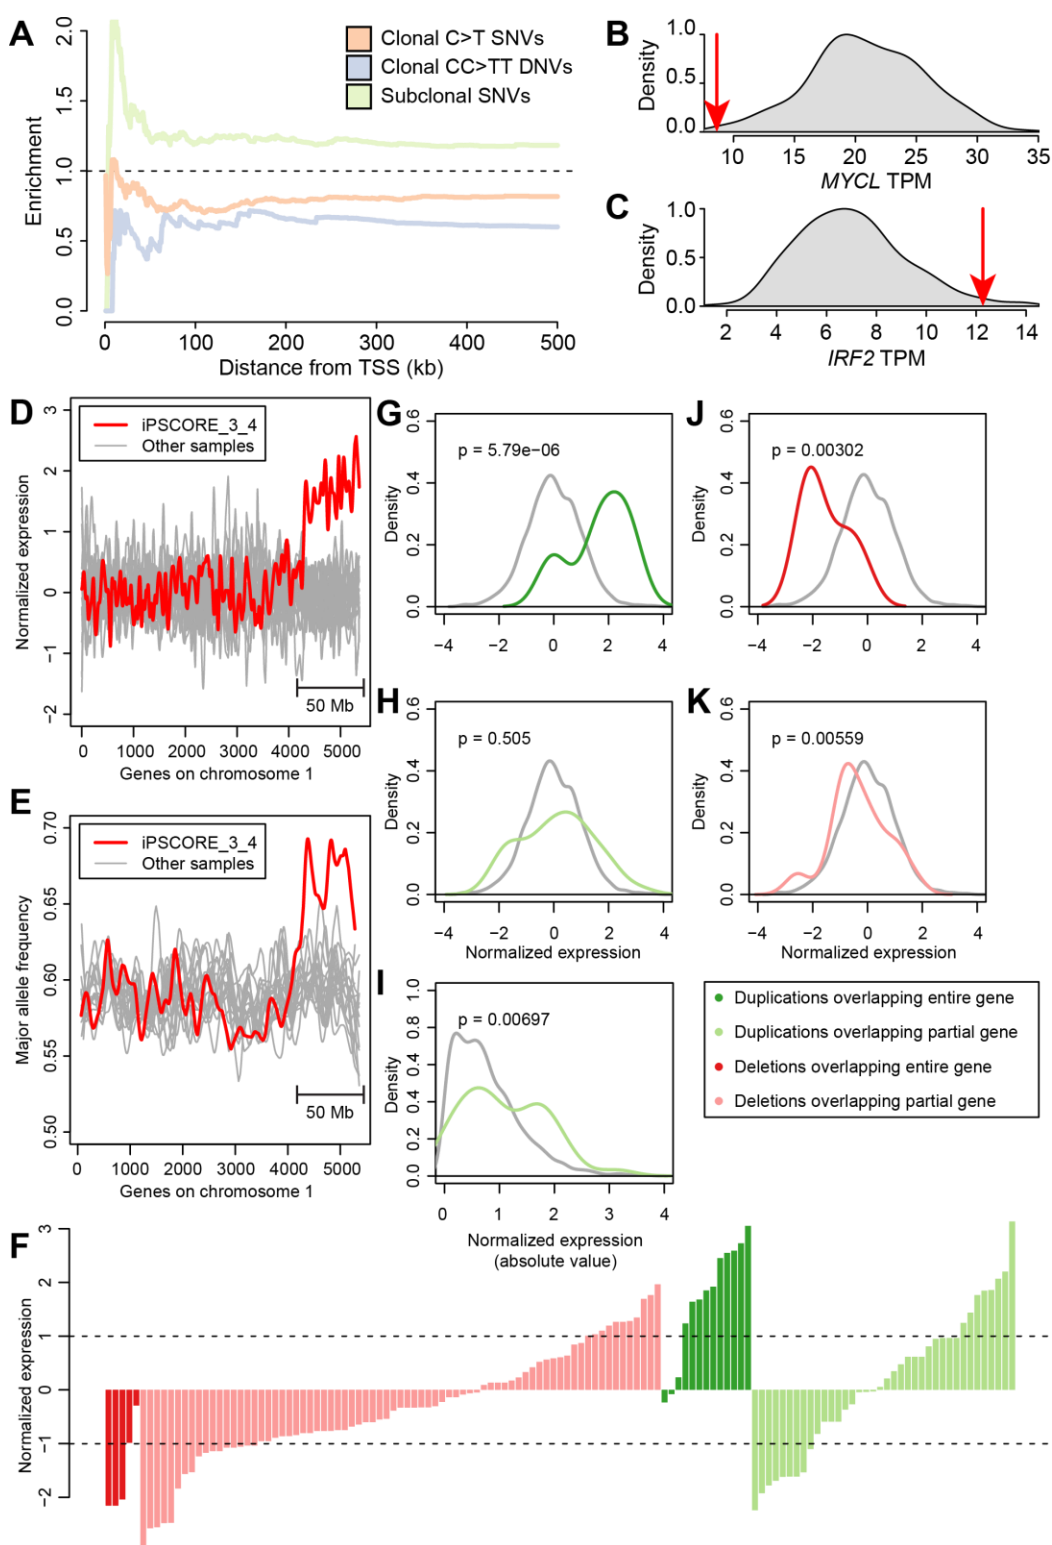 A
2.0
1.5
1.0
0.5
0.0
Enrichment
Clonal C>T SNVs
Clonal CC>TT DNVs
Subclonal SNVs
0 100 200 300 400 500
Distance from TSS (kb)
B
1.0
0.5
0.0
Density
10 15 20 25 30 35
MYCL TPM
C
1.0
0.5
0.0
Density
2 4 6 8 10 12 14
IRF2 TPM
D
3
2
1
0
−1
−2
Normalized expression
iPSCORE_3_4
Other samples
50 Mb
0 1000 2000 3000 4000 5000
Genes on chromosome 1
E
0.70
0.65
0.60
0.55
0.50
Major allele frequency
iPSCORE_3_4
Other samples
50 Mb
0 1000 2000 3000 4000 5000
Genes on chromosome 1
G
0.6
0.4
0.2
0.0
Density
p = 5.79e−06
−4 −2 0 2 4
J
0.6
0.4
0.2
0.0
Density
p = 0.00302
−4 −2 0 2 4
H
0.6
0.4
0.2
0.0
Density
p = 0.505
−4 −2 0 2 4
Normalized expression
K
0.6
0.4
0.2
0.0
Density
p = 0.00559
−4 −2 0 2 4
Normalized expression
I
1.0
0.8
0.6
0.4
0.2
0.0
Density
p = 0.00697
0 1 2 3 4
Normalized expression
(absolute value)
Duplications overlapping entire gene
Duplications overlapping partial gene
Deletions overlapping entire gene
Deletions overlapping partial gene
F
3
2
1
0
−1
−2
Normalized expression